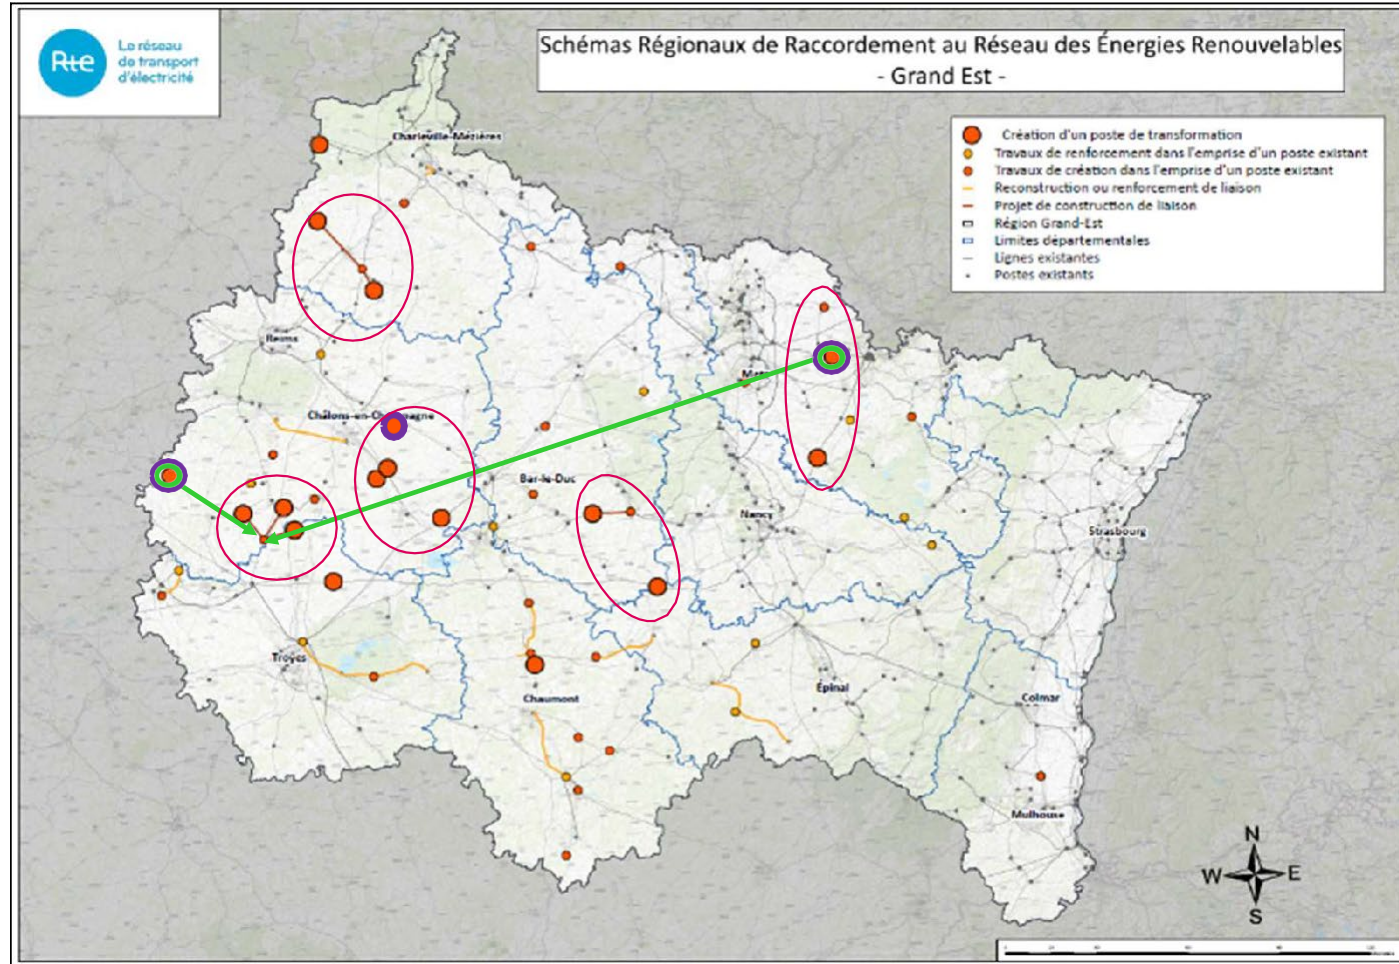 Rte
Le réseau
de transport
d'électricité
Schémas Régionaux de Raccordement au Réseau des Énergies Renouvelables
- Grand Est -
Création d'un poste de transformation
Travaux de renforcement dans l'emprise d'un poste existant
Travaux de création dans l'emprise d'un poste existant
Reconstruction ou renforcement de liaison
Projet de construction de liaison
Région Grand-Est
Limites départementales
Lignes existantes
Postes existants
Charleville-Mézières
Reims
Châlons-en-Champagne
Bar-le-Duc
Nancy
Strasbourg
Troyes
Chaumont
Épinal
Colmar
Mulhouse
N
W E
S